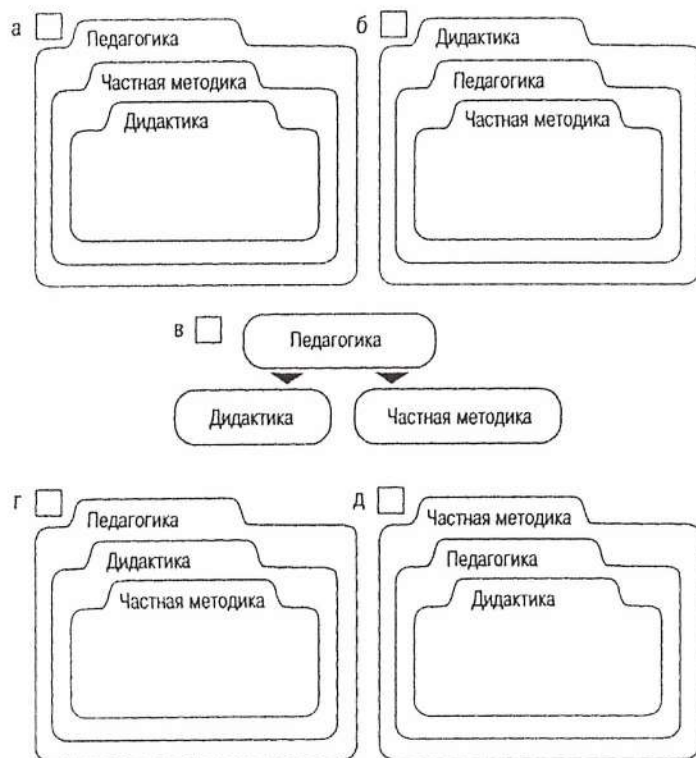 а
Педагогика
Частная методика
Дидактика
б
Дидактика
Педагогика
Частная методика
в
Педагогика
Дидактика
Частная методика
г
Педагогика
Дидактика
Частная методика
д
Частная методика
Педагогика
Дидактика